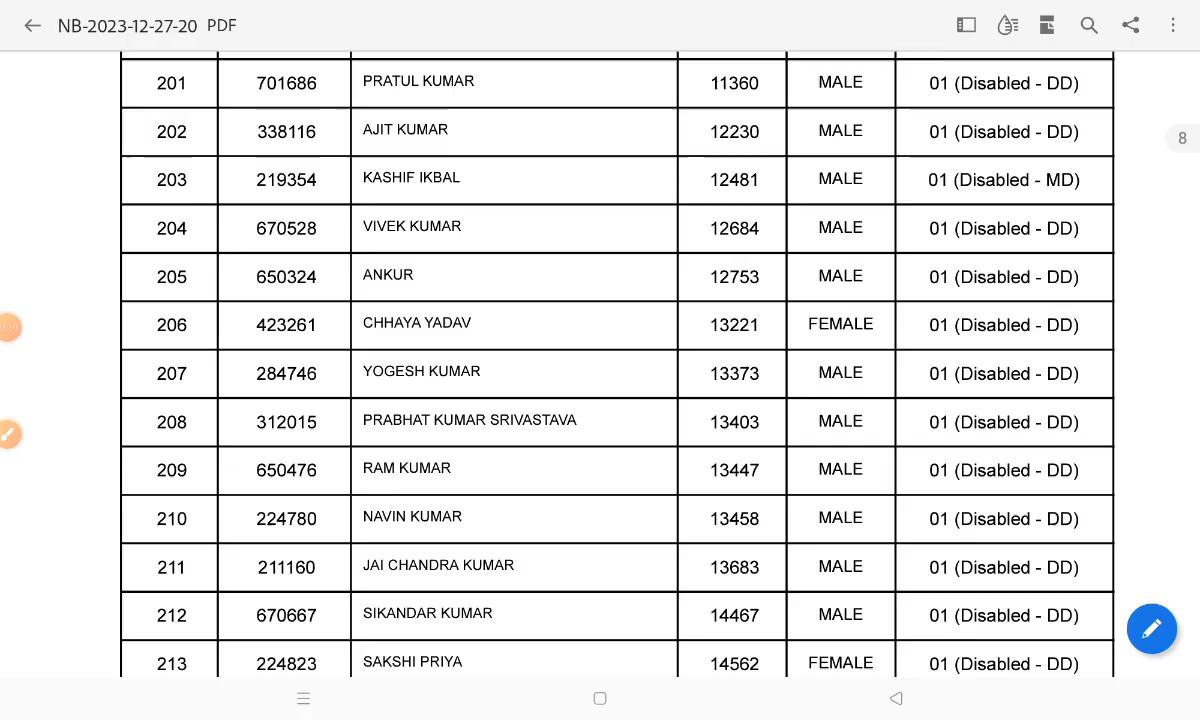 NB-2023-12-27-20 PDF
201 701686 PRATUL KUMAR 11360 MALE 01 (Disabled - DD)
202 338116 AJIT KUMAR 12230 MALE 01 (Disabled - DD)
8
203 219354 KASHIF IKBAL 12481 MALE 01 (Disabled - MD)
204 670528 VIVEK KUMAR 12684 MALE 01 (Disabled - DD)
205 650324 ANKUR 12753 MALE 01 (Disabled - DD)
206 423261 CHHAYA YADAV 13221 FEMALE 01 (Disabled - DD)
207 284746 YOGESH KUMAR 13373 MALE 01 (Disabled - DD)
208 312015 PRABHAT KUMAR SRIVASTAVA 13403 MALE 01 (Disabled - DD)
209 650476 RAM KUMAR 13447 MALE 01 (Disabled - DD)
210 224780 NAVIN KUMAR 13458 MALE 01 (Disabled - DD)
211 211160 JAI CHANDRA KUMAR 13683 MALE 01 (Disabled - DD)
212 670667 SIKANDAR KUMAR 14467 MALE 01 (Disabled - DD)
213 224823 SAKSHI PRIYA 14562 FEMALE 01 (Disabled - DD)